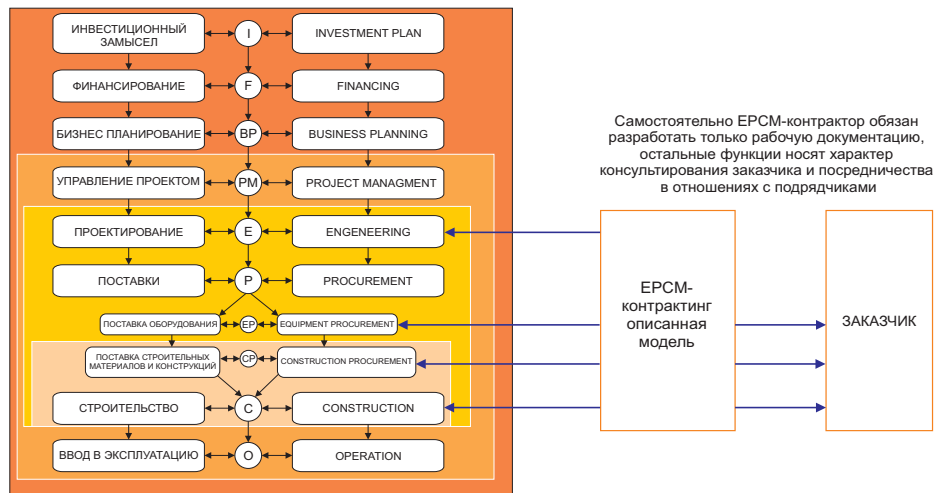 ИНВЕСТИЦИОННЫЙ
ЗАМЫСЕЛ
I
INVESTMENT PLAN
ФИНАНСИРОВАНИЕ
F
FINANCING
БИЗНЕС ПЛАНИРОВАНИЕ
BP
BUSINESS PLANNING
УПРАВЛЕНИЕ ПРОЕКТОМ
PM
PROJECT MANAGMENT
ПРОЕКТИРОВАНИЕ
E
ENGENEERING
ПОСТАВКИ
P
PROCUREMENT
ПОСТАВКА ОБОРУДОВАНИЯ
EP
EQUIPMENT PROCUREMENT
ПОСТАВКА СТРОИТЕЛЬНЫХ
МАТЕРИАЛОВ И КОНСТРУКЦИЙ
CP
CONSTRUCTION PROCUREMENT
СТРОИТЕЛЬСТВО
C
CONSTRUCTION
ВВОД В ЭКСПЛУАТАЦИЮ
O
OPERATION
Самостоятельно ЕРСМ-контрактор обязан
разработать только рабочую документацию,
остальные функции носят характер
консультирования заказчика и посредничества
в отношениях с подрядчиками
ЕРСМ-
контрактинг
описанная
модель
ЗАКАЗЧИК